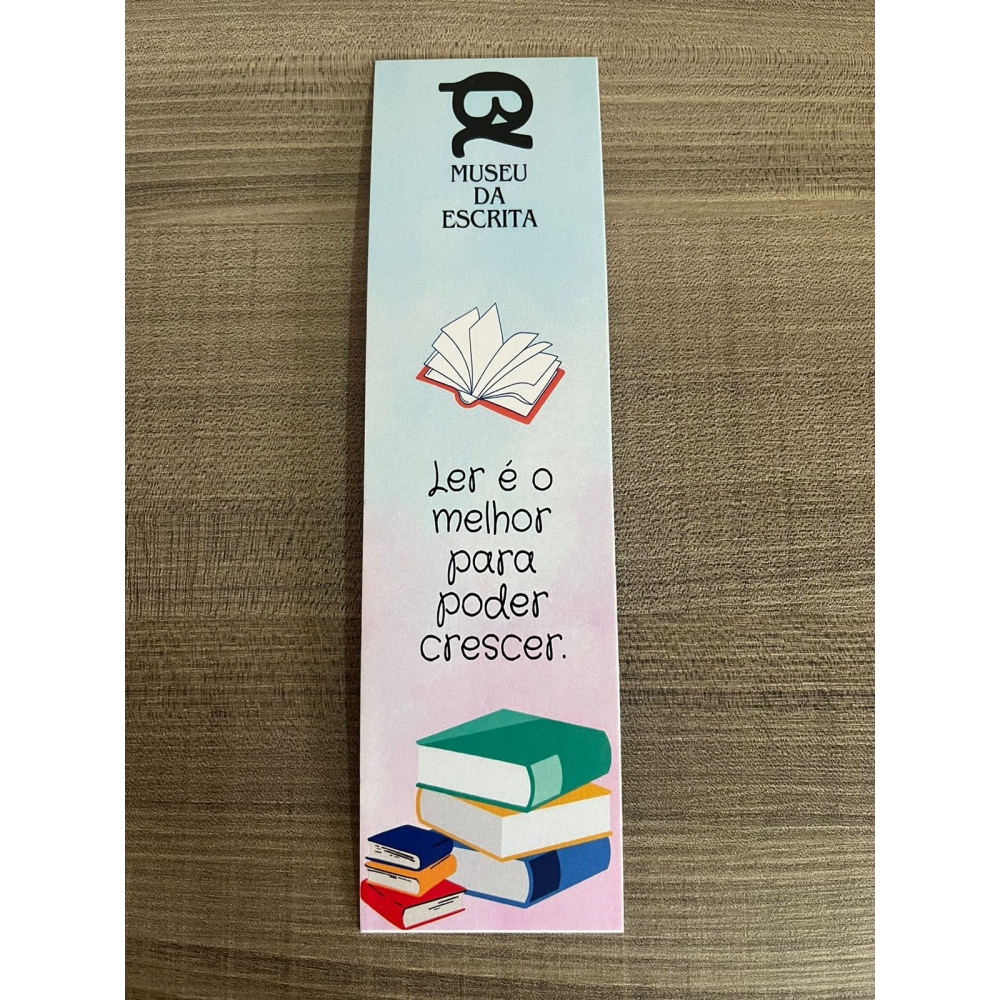 MUSEU
DA
ESCRITA
Ler é o
melhor
para
poder
crescer.